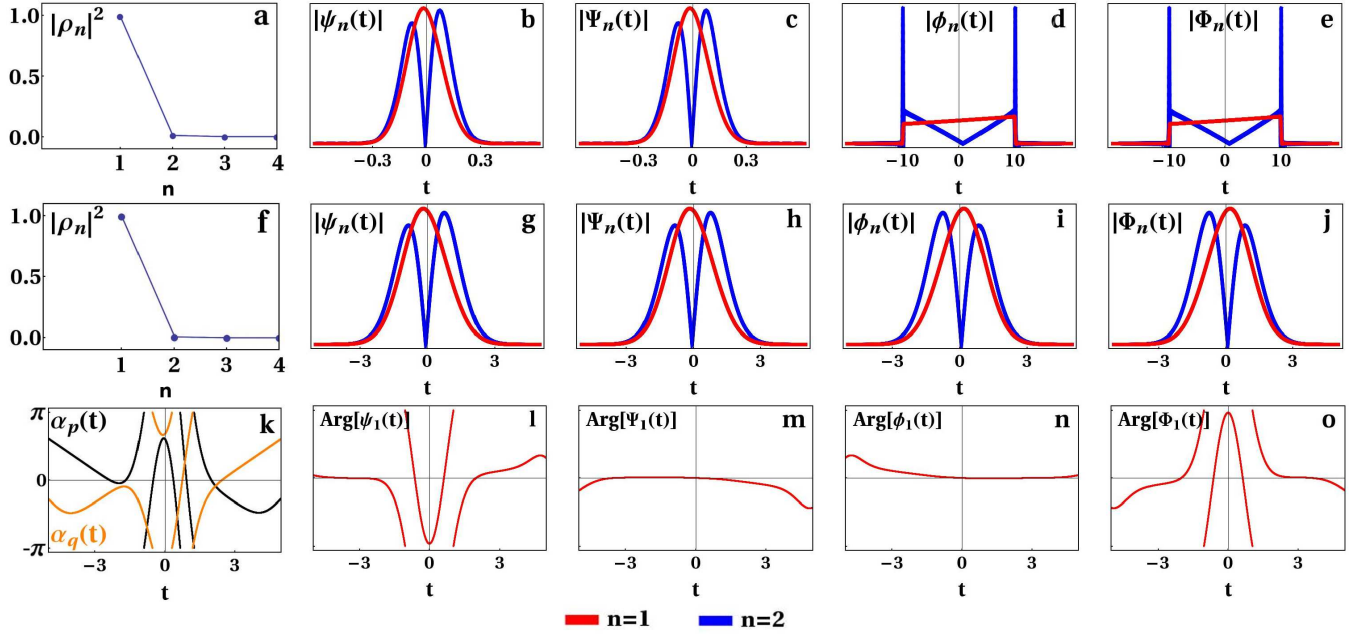 1.0
|ρn|²
a
0.5
0.0
1 2 3 4
n
|ψn(t)|
b
-0.3 0 0.3
t
|Ψn(t)|
c
-0.3 0 0.3
t
|ϕn(t)|
d
-10 0 10
t
|Φn(t)|
e
-10 0 10
t
1.0
|ρn|²
f
0.5
0.0
1 2 3 4
n
|ψn(t)|
g
-3 0 3
t
|Ψn(t)|
h
-3 0 3
t
|ϕn(t)|
i
-3 0 3
t
|Φn(t)|
j
-3 0 3
t
π
αp(t)
k
0
αq(t)
-π
-3 0 3
t
Arg[ψ1(t)]
l
-3 0 3
t
Arg[Ψ1(t)]
m
-3 0 3
t
Arg[ϕ1(t)]
n
-3 0 3
t
Arg[Φ1(t)]
o
-3 0 3
t
n=1 n=2